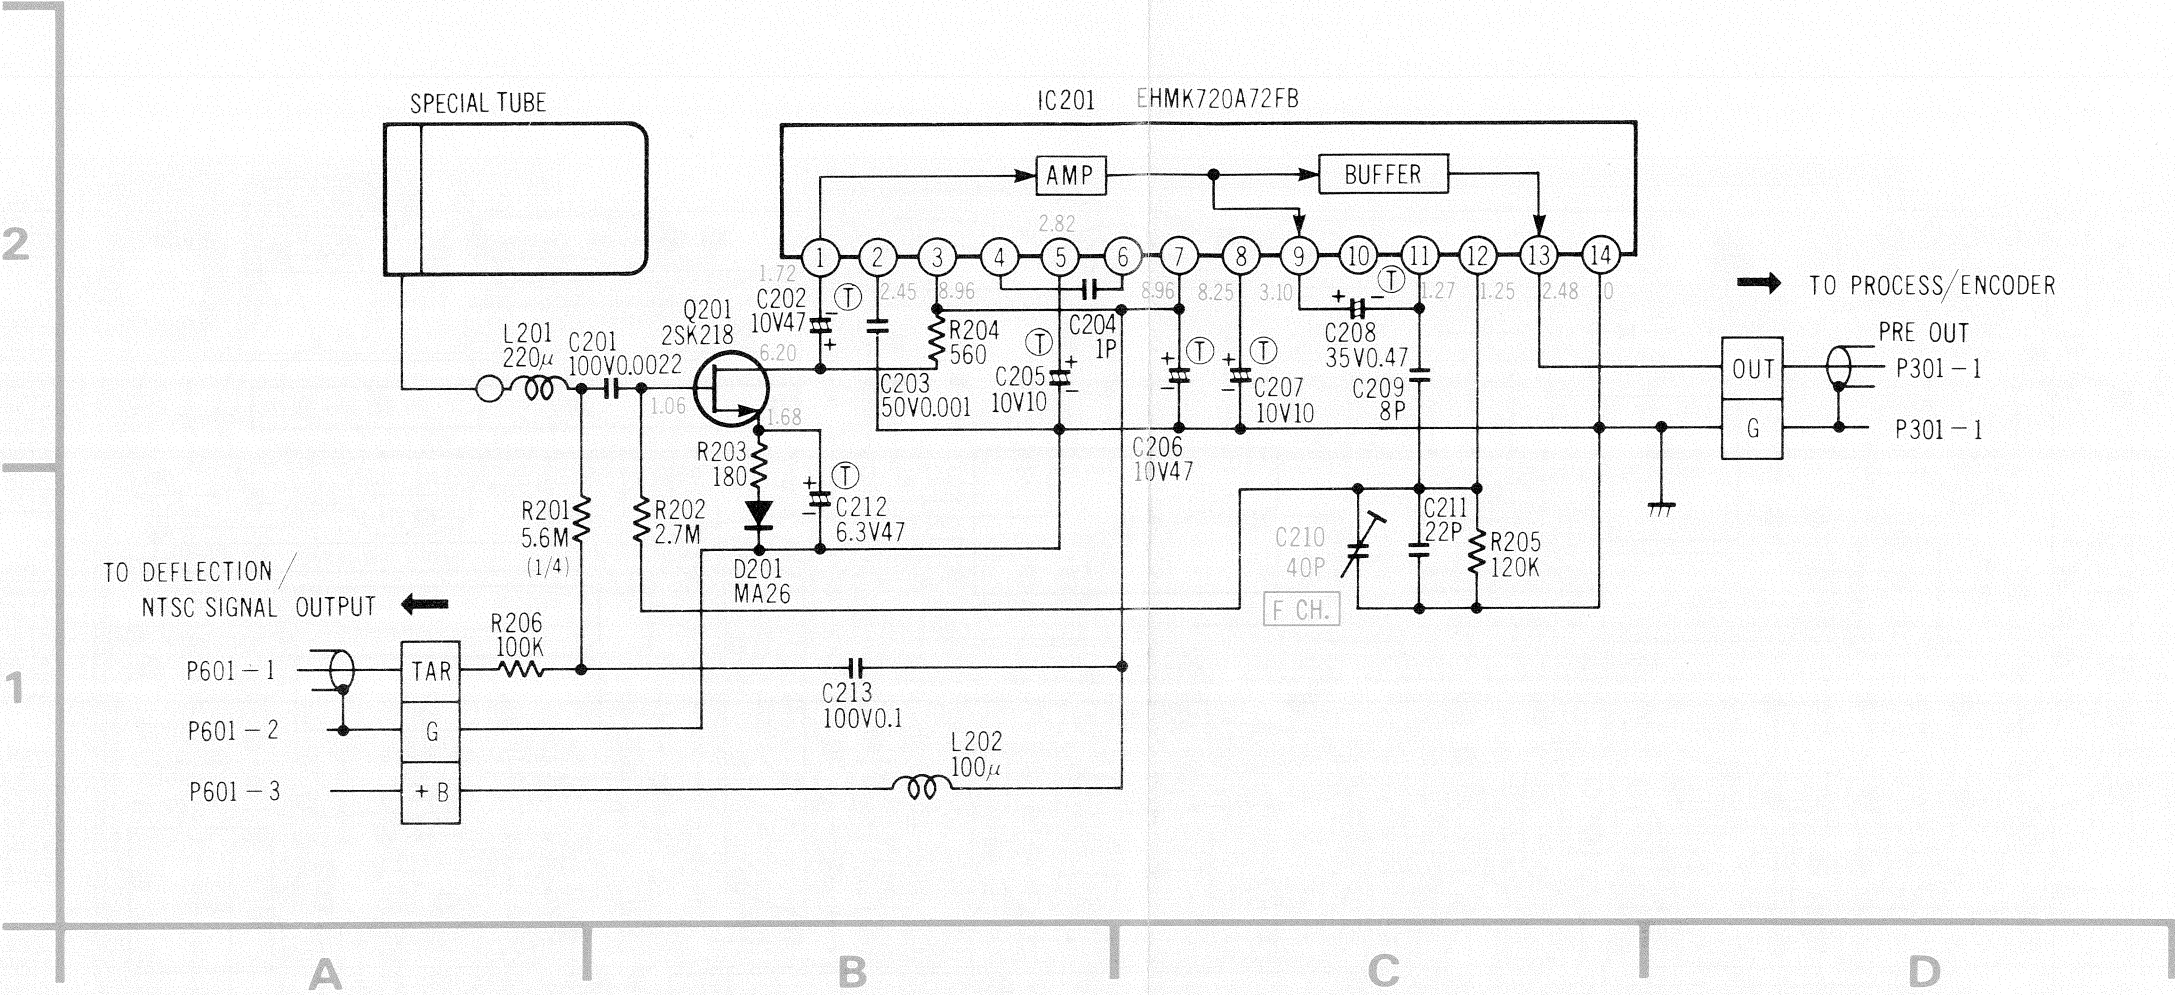 SPECIAL TUBE
IC201 EHMK720A72FB
AMP
BUFFER
2.82
2
1 2 3 4 5 6 7 8 9 10 11 12 13 14
1.72
2.45
8.96
8.96
8.25
3.10
1.27
1.25
2.48
0
TO PROCESS/ENCODER
C202
10V47
T
Q201
2SK218
6.20
L201
220μ
C201
100V0.0022
1.06
1.68
R204
560
C203
50V0.001
C204
1P
T
C205
10V10
T
C206
10V47
T
C207
10V10
T
C208
35V0.47
C209
8P
PRE OUT
OUT
P301-1
G
P301-1
R203
180
T
C212
6.3V47
R201
5.6M
(1/4)
R202
2.7M
D201
MA26
C210
40P
F CH.
C211
22P
R205
120K
TO DEFLECTION/
NTSC SIGNAL OUTPUT
R206
100K
P601-1
TAR
1
C213
100V0.1
P601-2
G
L202
100μ
P601-3
+B
A B C D